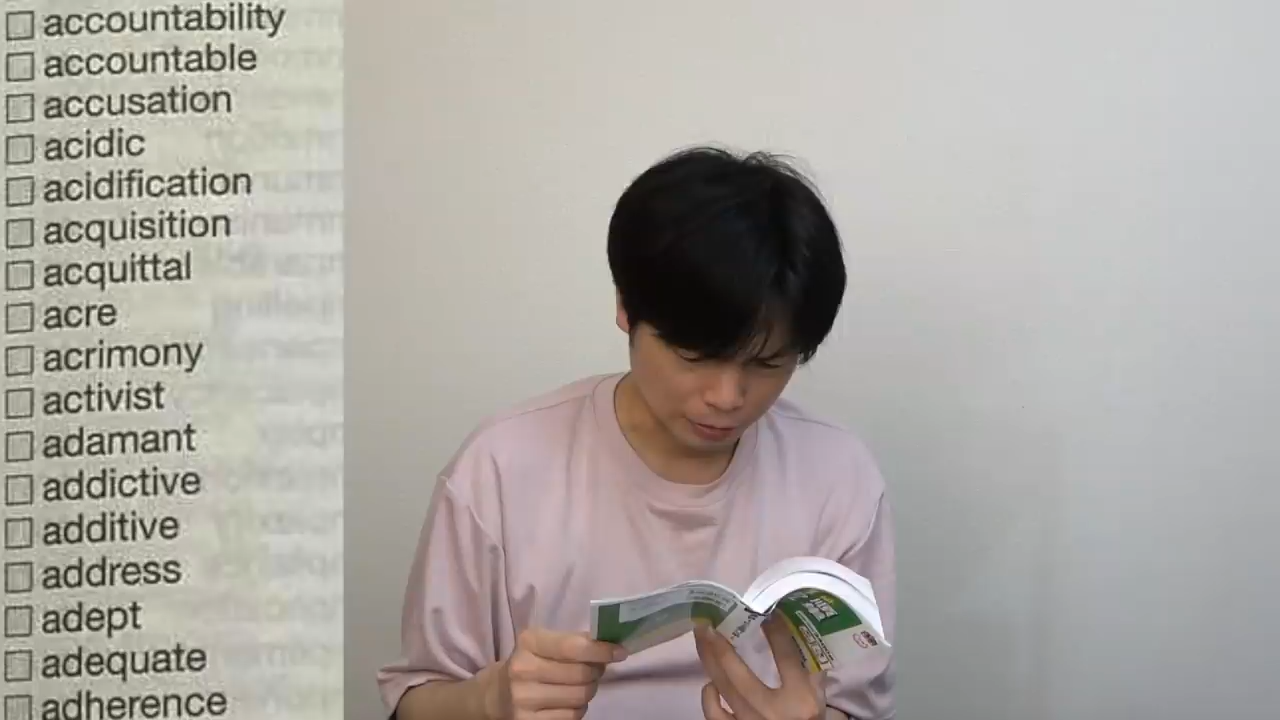 accountability
accountable
accusation
acidic
acidification
acquisition
acquittal
acre
acrimony
activist
adamant
addictive
additive
address
adept
adequate
adherence